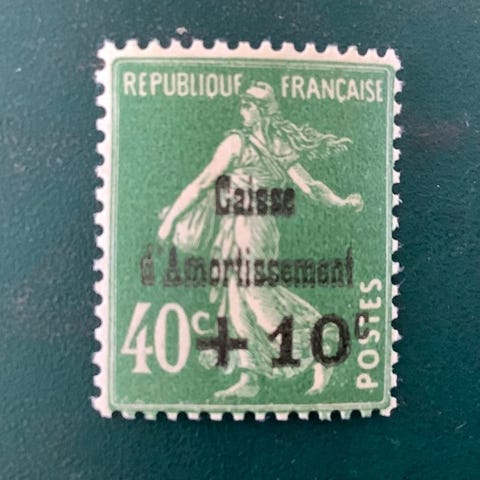 REPUBLIQUE FRANÇAISE
Caisse
d'Amortissement
40c
+10c
POSTES